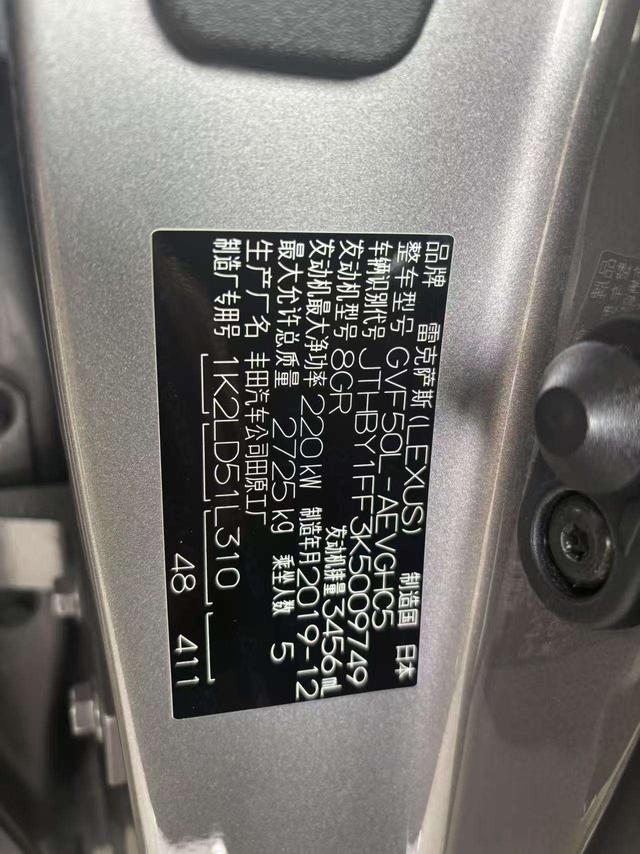 品牌 雷克萨斯(LEXUS) 制造国 日本
整车型号 GVF50L-AEVGHC5
车辆识别代号 JTHBY1FF3K5009749
发动机型号 8GR 发动机排量 3456mL
发动机最大净功率 220kW 制造年月 2019-12
最大允许总质量 2725kg 乘坐人数 5
生产厂名 丰田汽车公司田原工厂
制造厂专用号 1K2LD51L310 48 411